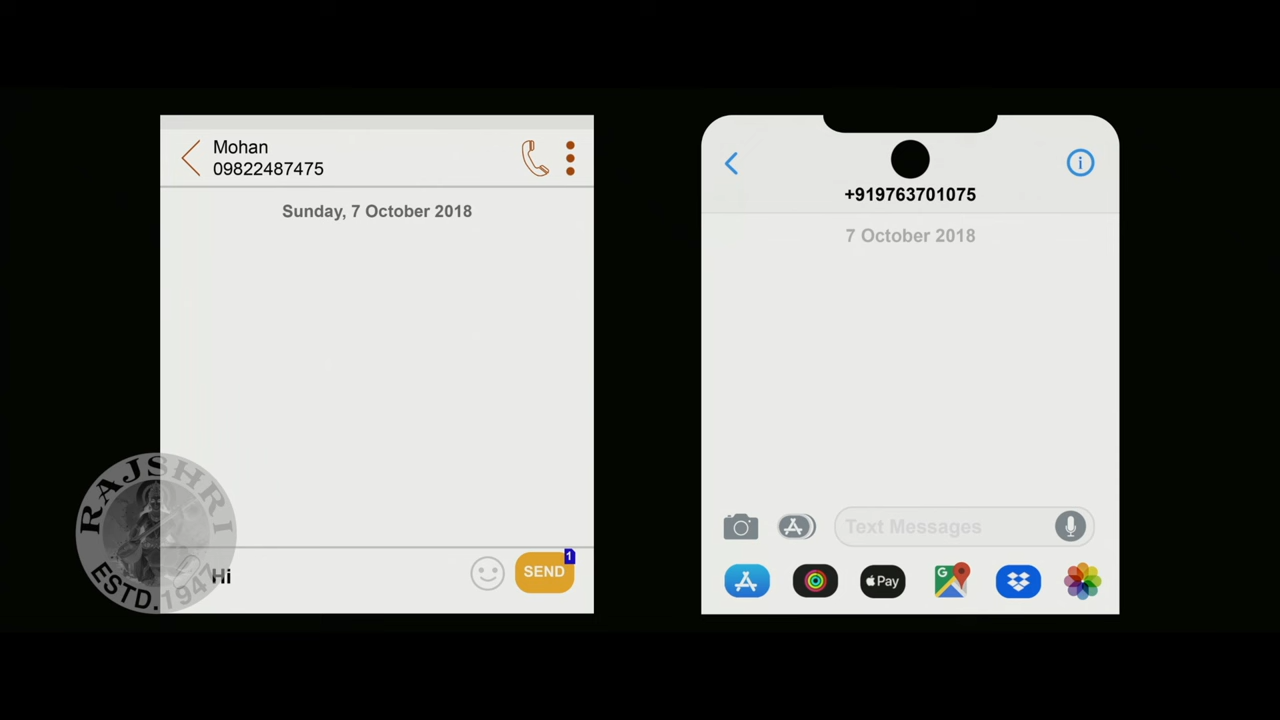 Mohan
09822487475
Sunday, 7 October 2018
Hi
1
SEND
RAJSHRI
ESTD. 1947
+919763701075
7 October 2018
Text Messages
G
Pay